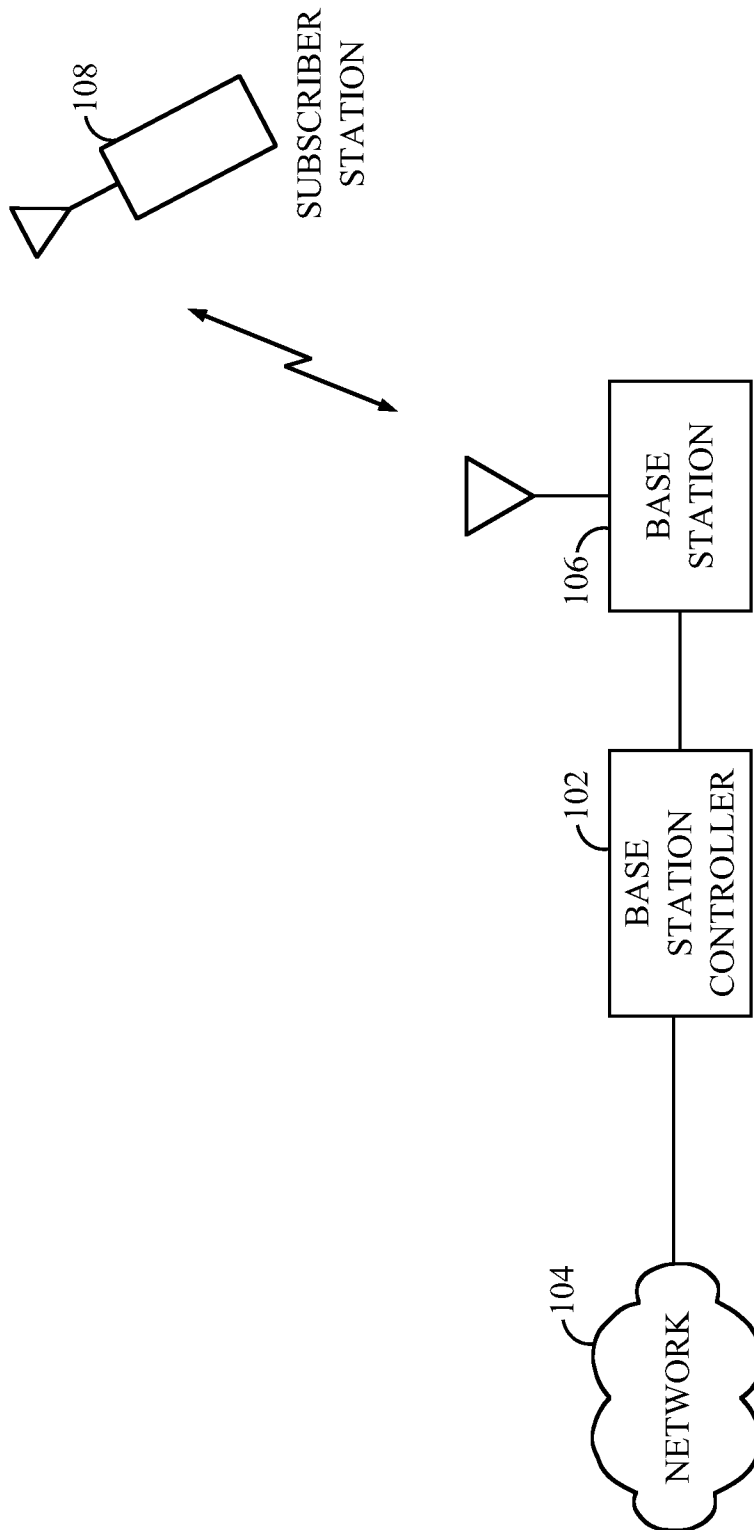 108
SUBSCRIBER
STATION
106
BASE
STATION
102
BASE
STATION
CONTROLLER
104
NETWORK